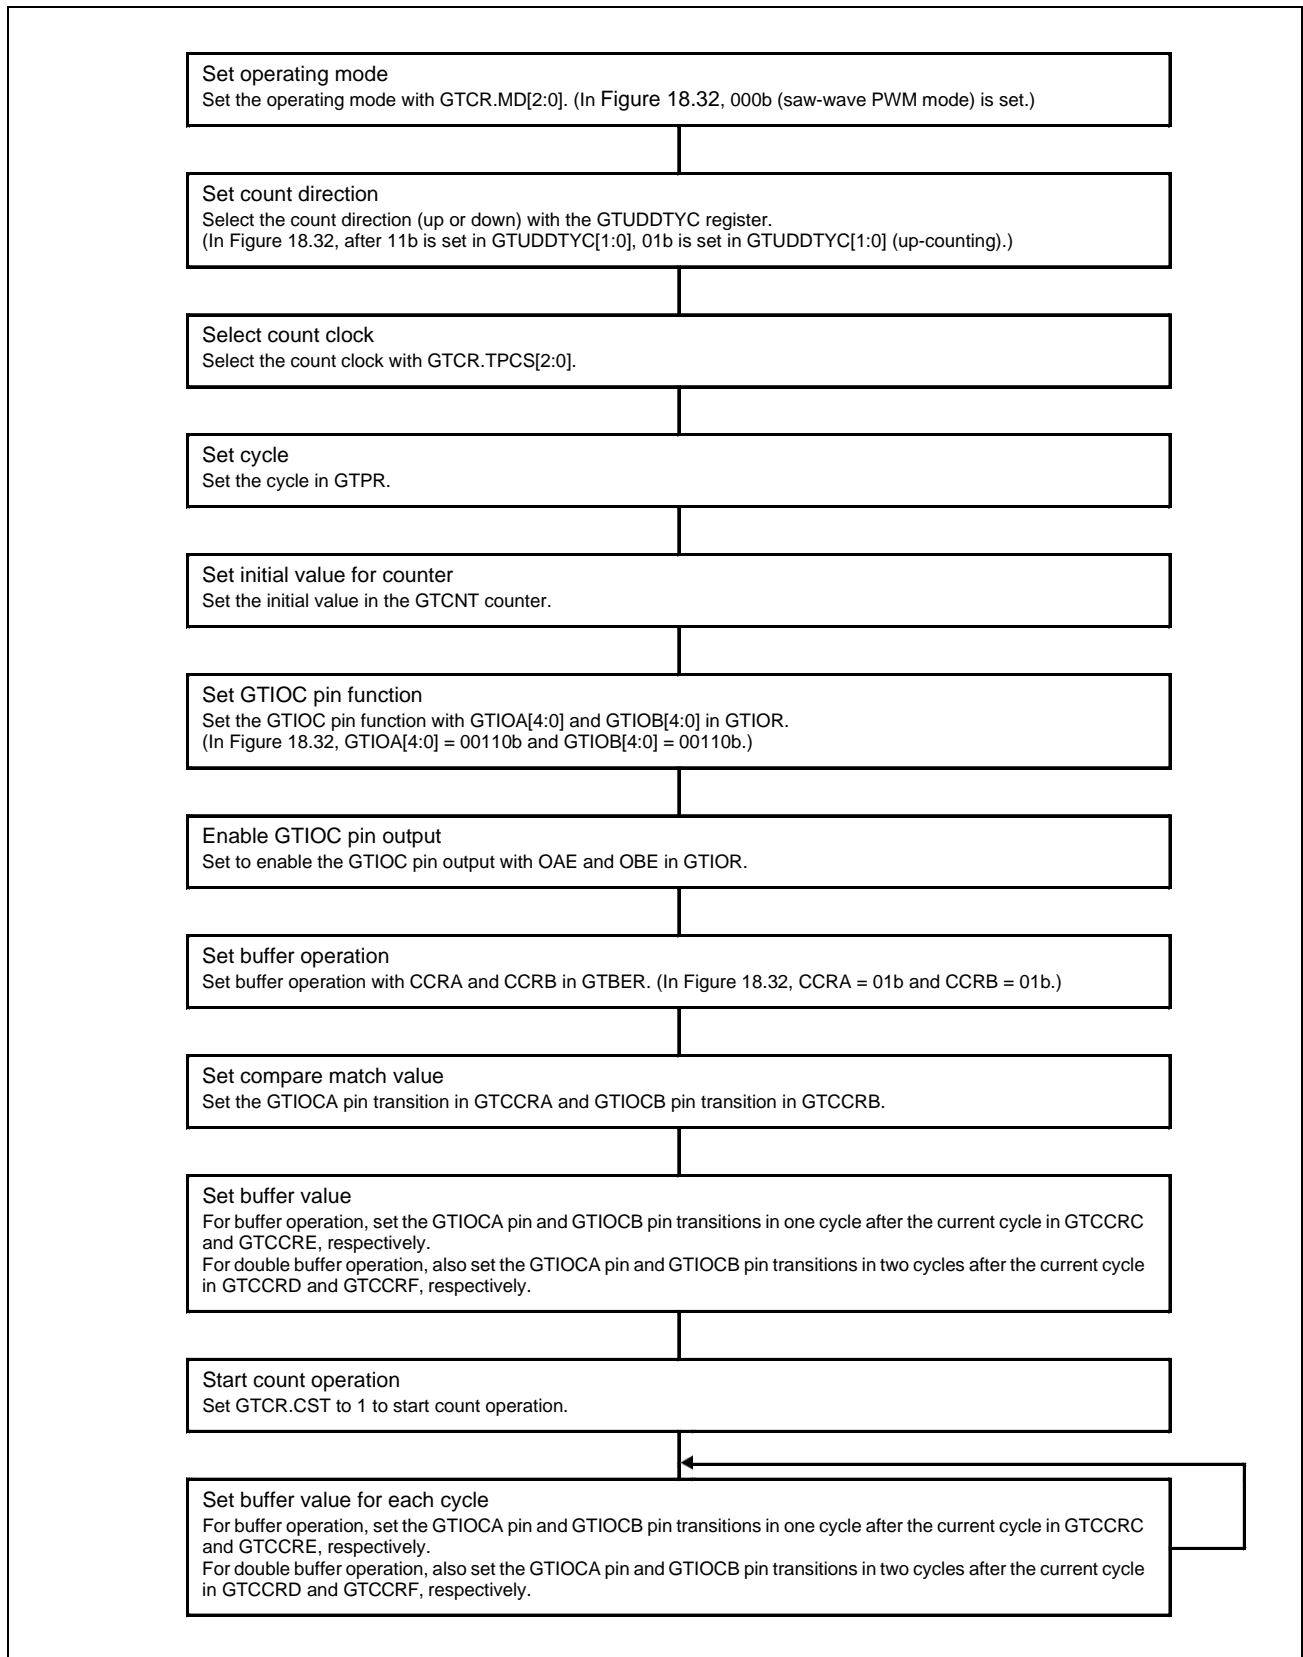 Set operating mode
Set the operating mode with GTCR.MD[2:0]. (In Figure 18.32, 000b (saw-wave PWM mode) is set.)
Set count direction
Select the count direction (up or down) with the GTUDDTYC register.
(In Figure 18.32, after 11b is set in GTUDDTYC[1:0], 01b is set in GTUDDTYC[1:0] (up-counting).)
Select count clock
Select the count clock with GTCR.TPCS[2:0].
Set cycle
Set the cycle in GTPR.
Set initial value for counter
Set the initial value in the GTCNT counter.
Set GTIOC pin function
Set the GTIOC pin function with GTIOA[4:0] and GTIOB[4:0] in GTIOR.
(In Figure 18.32, GTIOA[4:0] = 00110b and GTIOB[4:0] = 00110b.)
Enable GTIOC pin output
Set to enable the GTIOC pin output with OAE and OBE in GTIOR.
Set buffer operation
Set buffer operation with CCRA and CCRB in GTBER. (In Figure 18.32, CCRA = 01b and CCRB = 01b.)
Set compare match value
Set the GTIOCA pin transition in GTCCRA and GTIOCB pin transition in GTCCRB.
Set buffer value
For buffer operation, set the GTIOCA pin and GTIOCB pin transitions in one cycle after the current cycle in GTCCRC
and GTCCRE, respectively.
For double buffer operation, also set the GTIOCA pin and GTIOCB pin transitions in two cycles after the current cycle
in GTCCRD and GTCCRF, respectively.
Start count operation
Set GTCR.CST to 1 to start count operation.
Set buffer value for each cycle
For buffer operation, set the GTIOCA pin and GTIOCB pin transitions in one cycle after the current cycle in GTCCRC
and GTCCRE, respectively.
For double buffer operation, also set the GTIOCA pin and GTIOCB pin transitions in two cycles after the current cycle
in GTCCRD and GTCCRF, respectively.